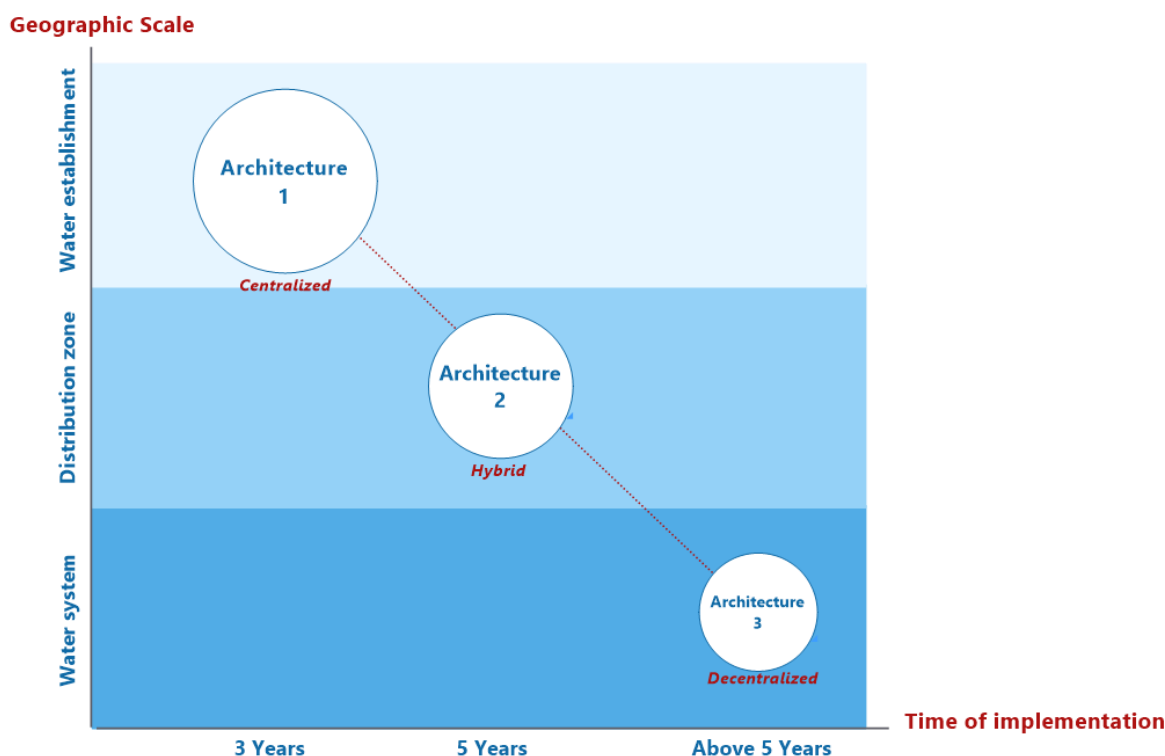 Geographic Scale
Water establishment
Architecture
1
Centralized
Distribution zone
Architecture
2
Hybrid
Water system
Architecture
3
Decentralized
Time of implementation
3 Years
5 Years
Above 5 Years